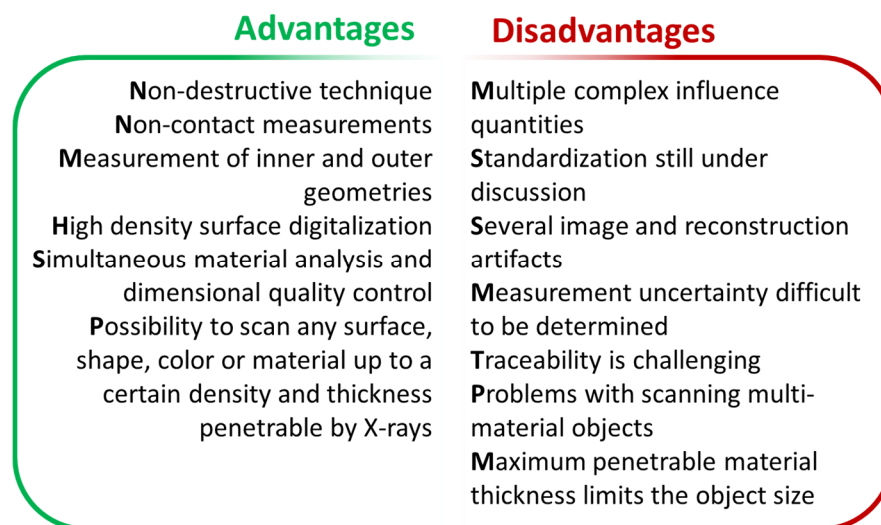 Advantages
Non-destructive technique
Non-contact measurements
Measurement of inner and outer
geometries
High density surface digitalization
Simultaneous material analysis and
dimensional quality control
Possibility to scan any surface,
shape, color or material up to a
certain density and thickness
penetrable by X-rays
Disadvantages
Multiple complex influence
quantities
Standardization still under
discussion
Several image and reconstruction
artifacts
Measurement uncertainty difficult
to be determined
Traceability is challenging
Problems with scanning multi-
material objects
Maximum penetrable material
thickness limits the object size